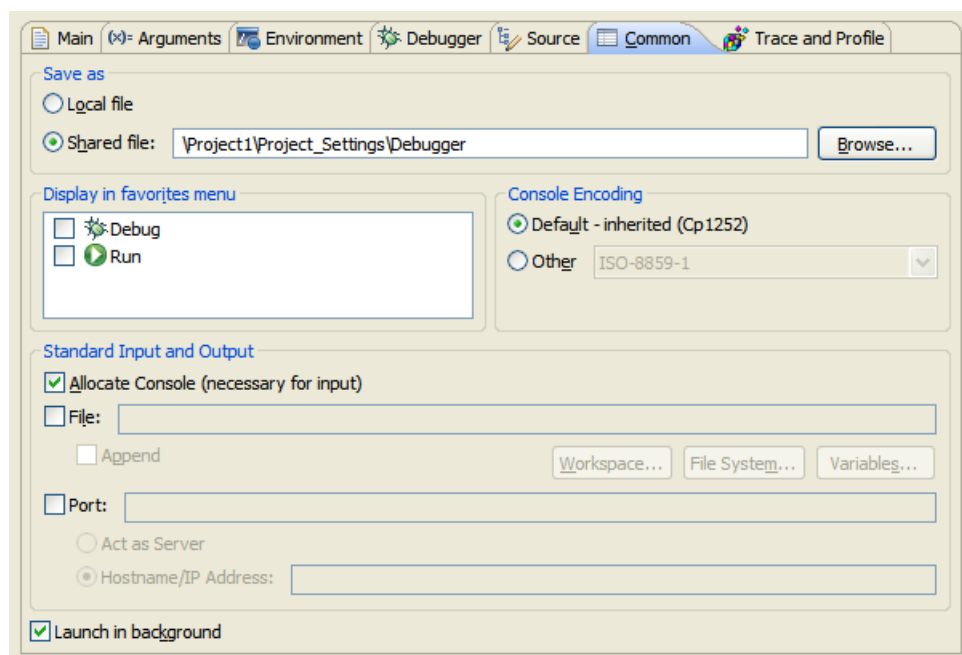 Main (x)= Arguments Environment Debugger Source Common Trace and Profile
Save as
Local file
Shared file: \Project1\Project_Settings\Debugger Browse...
Display in favorites menu
Debug
Run
Console Encoding
Default - inherited (Cp1252)
Other ISO-8859-1
Standard Input and Output
Allocate Console (necessary for input)
File:
Append Workspace... File System... Variables...
Port:
Act as Server
Hostname/IP Address:
Launch in background